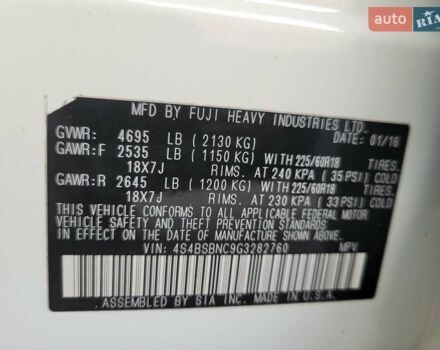 auto RIA
MFD BY FUJI HEAVY INDUSTRIES LTD.
DATE: 01/16
GVWR: 4695 LB (2130 KG)
GAWR:F 2535 LB (1150 KG) WITH 225/60R18 TIRES.
18X7J RIMS. AT 240 KPA (35 PSI) COLD
GAWR:R 2645 LB (1200 KG) WITH 225/60R18 TIRES.
18X7J RIMS. AT 230 KPA (33 PSI) COLD
THIS VEHICLE CONFORMS TO ALL APPLICABLE FEDERAL MOTOR
VEHICLE SAFETY AND THEFT PREVENTION STANDARDS IN EFFECT
ON THE DATE OF MANUFACTURE SHOWN ABOVE.
VIN: 4S4BSBNC9G3282760 MPV
ASSEMBLED BY SIA INC. MADE IN U.S.A.